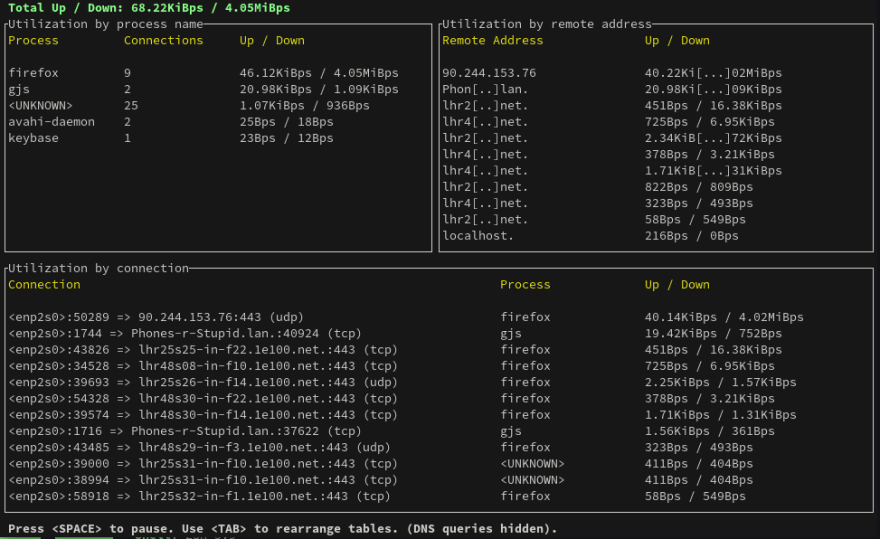 Total Up / Down: 68.22KiBps / 4.05MiBps
Utilization by process name
Process Connections Up / Down
firefox 9 46.12KiBps / 4.05MiBps
gjs 2 20.98KiBps / 1.09KiBps
<UNKNOWN> 25 1.07KiBps / 936Bps
avahi-daemon 2 25Bps / 18Bps
keybase 1 23Bps / 12Bps
Utilization by remote address
Remote Address Up / Down
90.244.153.76 40.22Ki[...]02MiBps
Phon[..]lan. 20.98Ki[...]09KiBps
lhr2[..]net. 451Bps / 16.38KiBps
lhr4[..]net. 725Bps / 6.95KiBps
lhr2[..]net. 2.34KiB[...]72KiBps
lhr4[..]net. 378Bps / 3.21KiBps
lhr4[..]net. 1.71KiB[...]31KiBps
lhr2[..]net. 822Bps / 809Bps
lhr4[..]net. 323Bps / 493Bps
lhr2[..]net. 58Bps / 549Bps
localhost. 216Bps / 0Bps
Utilization by connection
Connection Process Up / Down
<enp2s0>:50289 => 90.244.153.76:443 (udp) firefox 40.14KiBps / 4.02MiBps
<enp2s0>:1744 => Phones-r-Stupid.lan.:40924 (tcp) gjs 19.42KiBps / 752Bps
<enp2s0>:43826 => lhr25s25-in-f22.1e100.net.:443 (tcp) firefox 451Bps / 16.38KiBps
<enp2s0>:34528 => lhr48s08-in-f10.1e100.net.:443 (tcp) firefox 725Bps / 6.95KiBps
<enp2s0>:39693 => lhr25s26-in-f14.1e100.net.:443 (udp) firefox 2.25KiBps / 1.57KiBps
<enp2s0>:54328 => lhr48s30-in-f22.1e100.net.:443 (tcp) firefox 378Bps / 3.21KiBps
<enp2s0>:39574 => lhr48s30-in-f14.1e100.net.:443 (tcp) firefox 1.71KiBps / 1.31KiBps
<enp2s0>:1716 => Phones-r-Stupid.lan.:37622 (tcp) gjs 1.56KiBps / 361Bps
<enp2s0>:43485 => lhr48s29-in-f3.1e100.net.:443 (udp) firefox 323Bps / 493Bps
<enp2s0>:39000 => lhr25s31-in-f10.1e100.net.:443 (tcp) <UNKNOWN> 411Bps / 404Bps
<enp2s0>:38994 => lhr25s31-in-f10.1e100.net.:443 (tcp) <UNKNOWN> 411Bps / 404Bps
<enp2s0>:58918 => lhr25s32-in-f1.1e100.net.:443 (tcp) firefox 58Bps / 549Bps
Press <SPACE> to pause. Use <TAB> to rearrange tables. (DNS queries hidden).